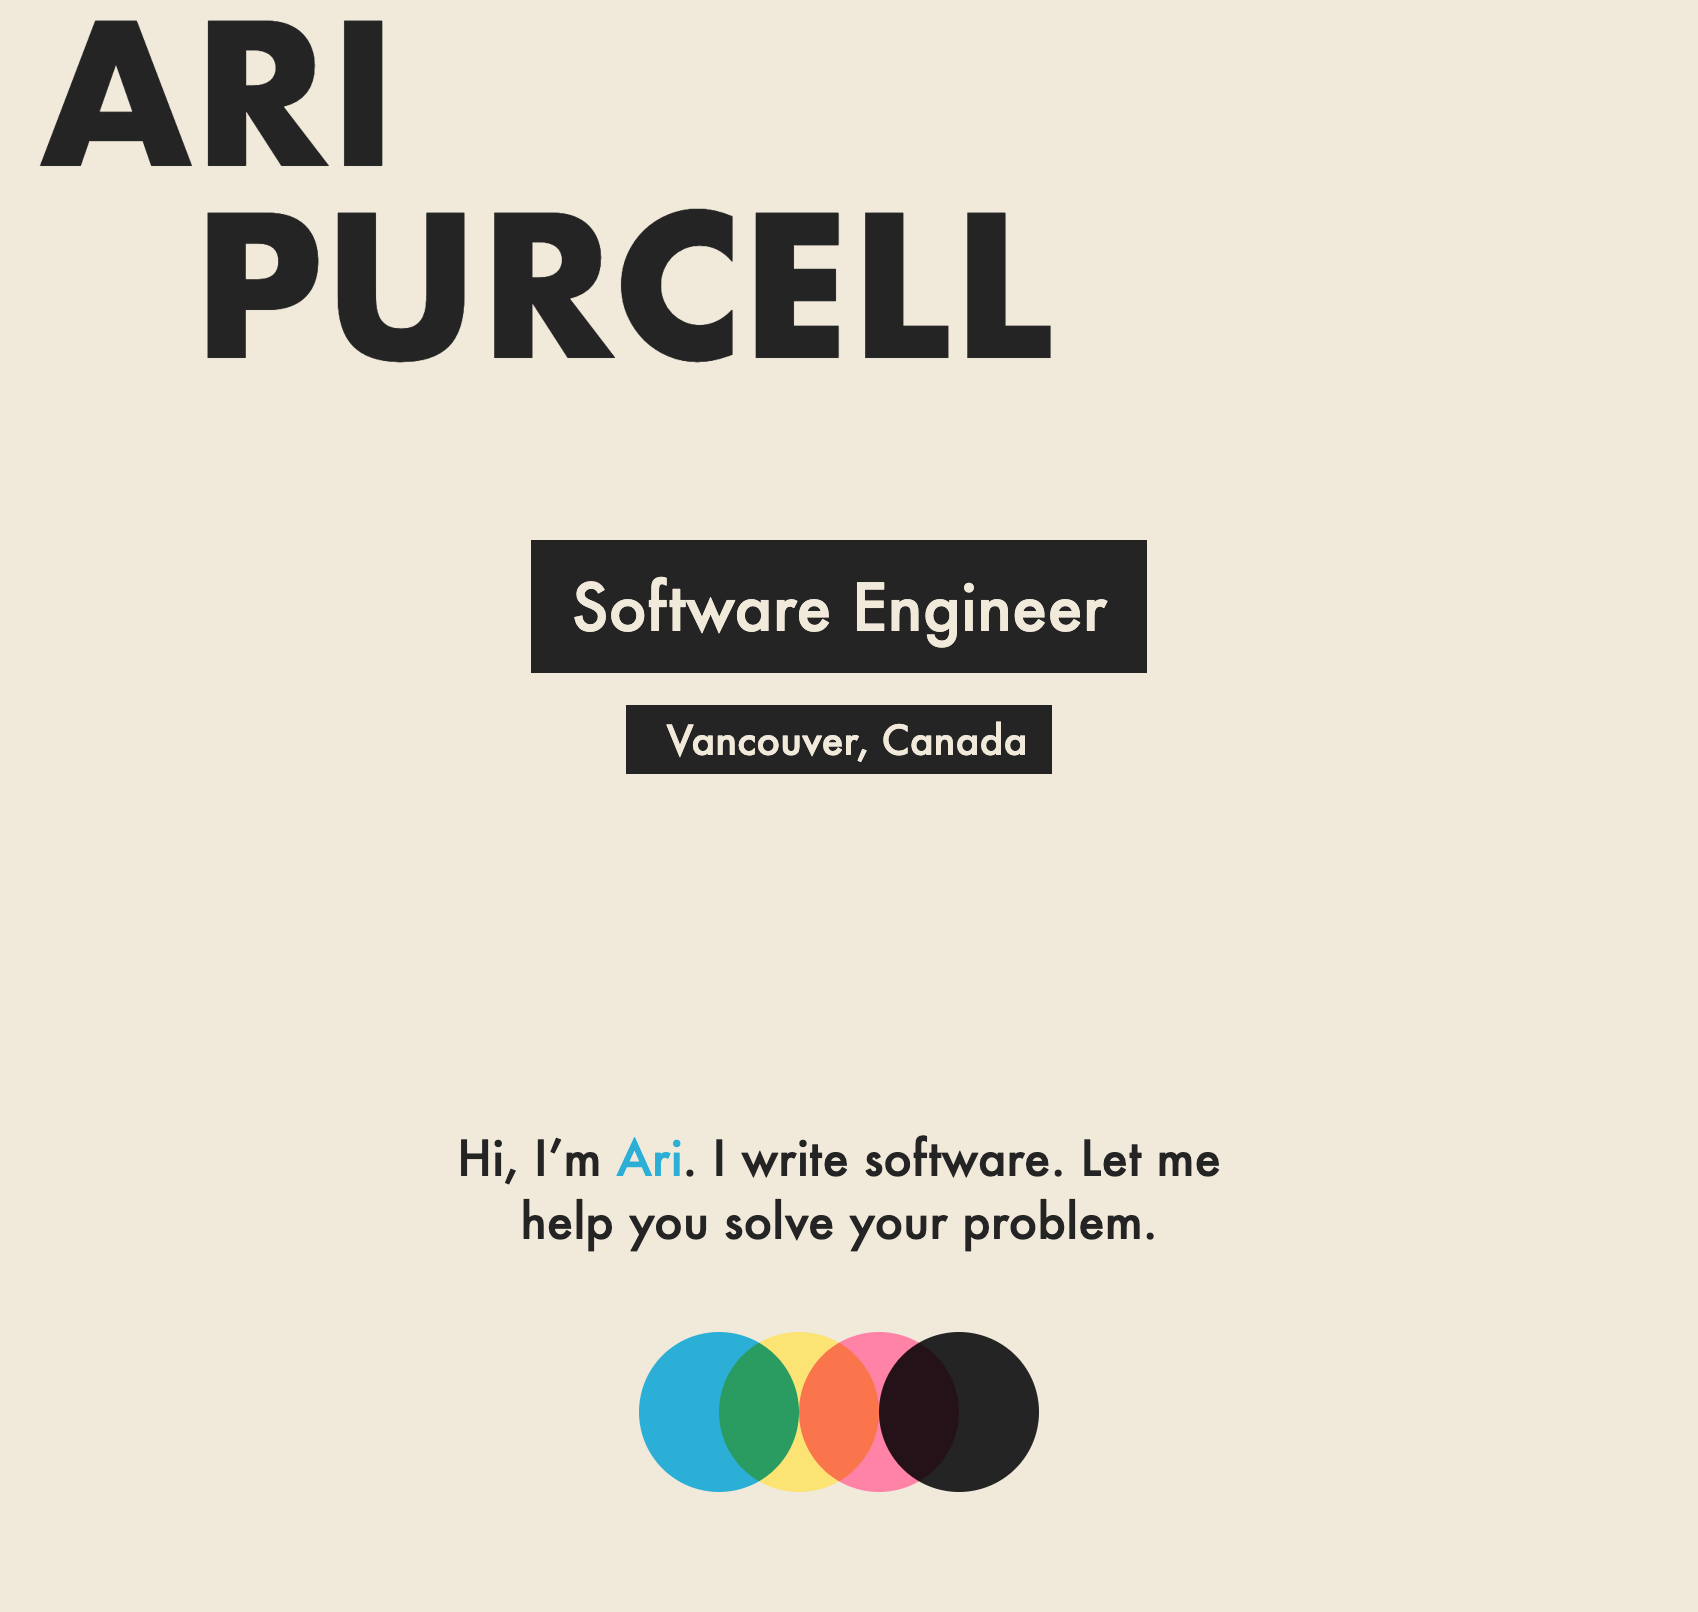 ARI
PURCELL
Software Engineer
Vancouver, Canada
Hi, I’m Ari. I write software. Let me
help you solve your problem.